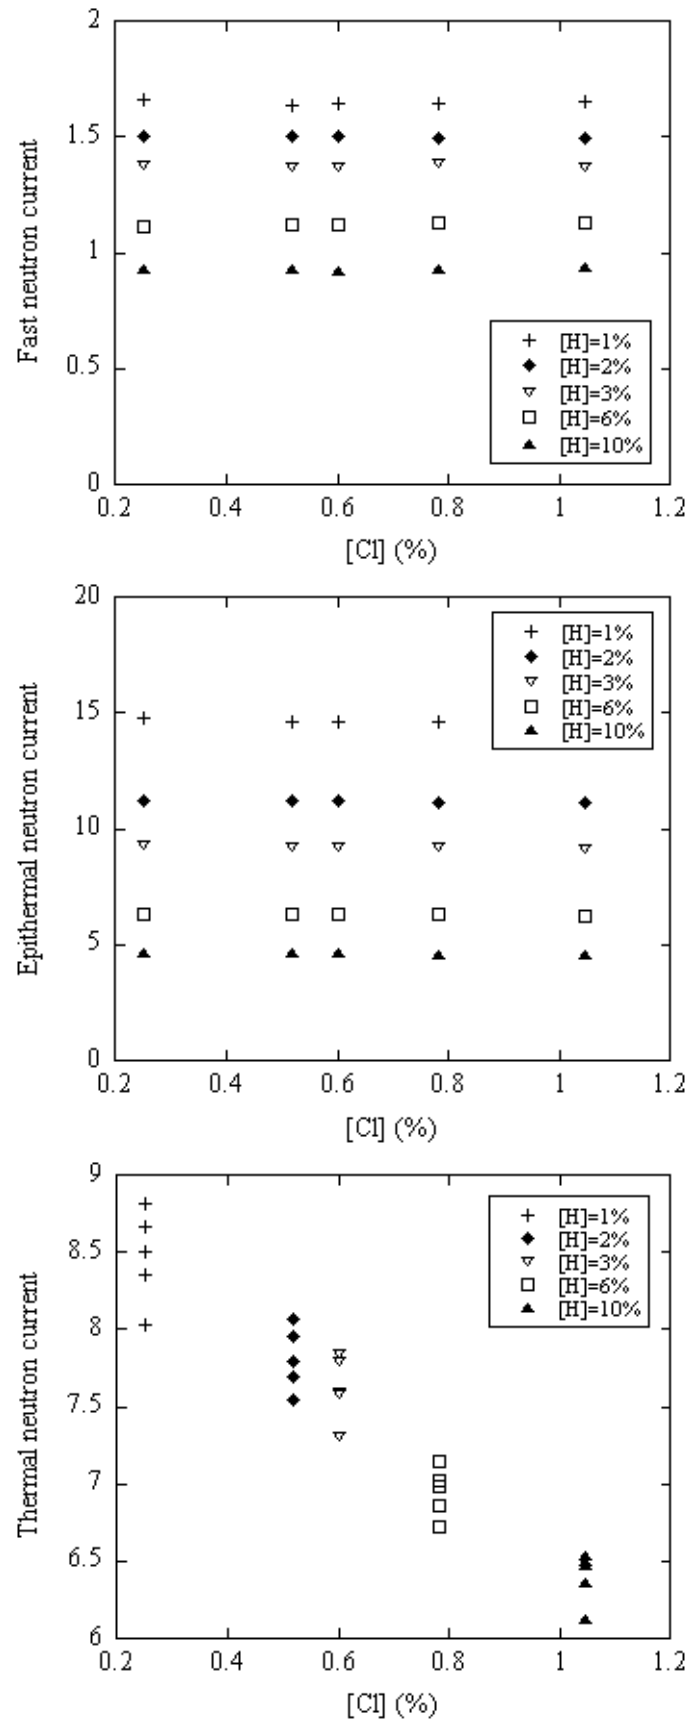 2
1.5
1
0.5
0
Fast neutron current
[H]=1%
[H]=2%
[H]=3%
[H]=6%
[H]=10%
0.2 0.4 0.6 0.8 1 1.2
[Cl] (%)
20
15
10
5
0
Epithermal neutron current
[H]=1%
[H]=2%
[H]=3%
[H]=6%
[H]=10%
0.2 0.4 0.6 0.8 1 1.2
[Cl] (%)
9
8.5
8
7.5
7
6.5
6
Thermal neutron current
[H]=1%
[H]=2%
[H]=3%
[H]=6%
[H]=10%
0.2 0.4 0.6 0.8 1 1.2
[Cl] (%)